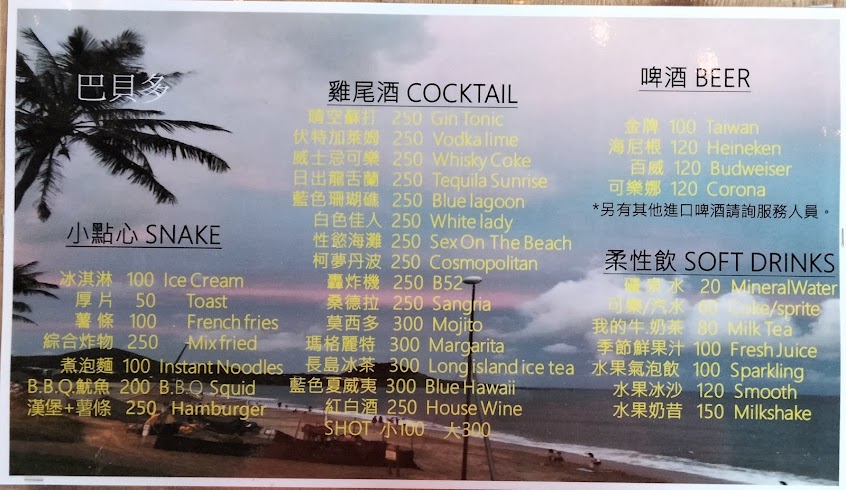 巴貝多
小點心 SNAKE
冰淇淋 100 Ice Cream
厚片 50 Toast
薯條 100 French fries
綜合炸物 250 Mix fried
煮泡麵 100 Instant Noodles
B.B.Q.魷魚 200 B.B.Q Squid
漢堡+薯條 250 Hamburger
雞尾酒 COCKTAIL
晴空蘇打 250 Gin Tonic
伏特加萊姆 250 Vodka lime
威士忌可樂 250 Whisky Coke
日出龍舌蘭 250 Tequila Sunrise
藍色珊瑚礁 250 Blue lagoon
白色佳人 250 White lady
性慾海灘 250 Sex On The Beach
柯夢丹波 250 Cosmopolitan
轟炸機 250 B52
桑德拉 250 Sangria
莫西多 300 Mojito
瑪格麗特 300 Margarita
長島冰茶 300 Long island ice tea
藍色夏威夷 300 Blue Hawaii
紅白酒 250 House Wine
SHOT 小100 大300
啤酒 BEER
金牌 100 Taiwan
海尼根 120 Heineken
百威 120 Budweiser
可樂娜 120 Corona
*另有其他進口啤酒請詢服務人員。
柔性飲 SOFT DRINKS
礦泉水 20 MineralWater
可樂/汽水 60 Coke/sprite
我的牛.奶茶 80 Milk Tea
季節鮮果汁 100 Fresh Juice
水果氣泡飲 100 Sparkling
水果冰沙 120 Smooth
水果奶昔 150 Milkshake